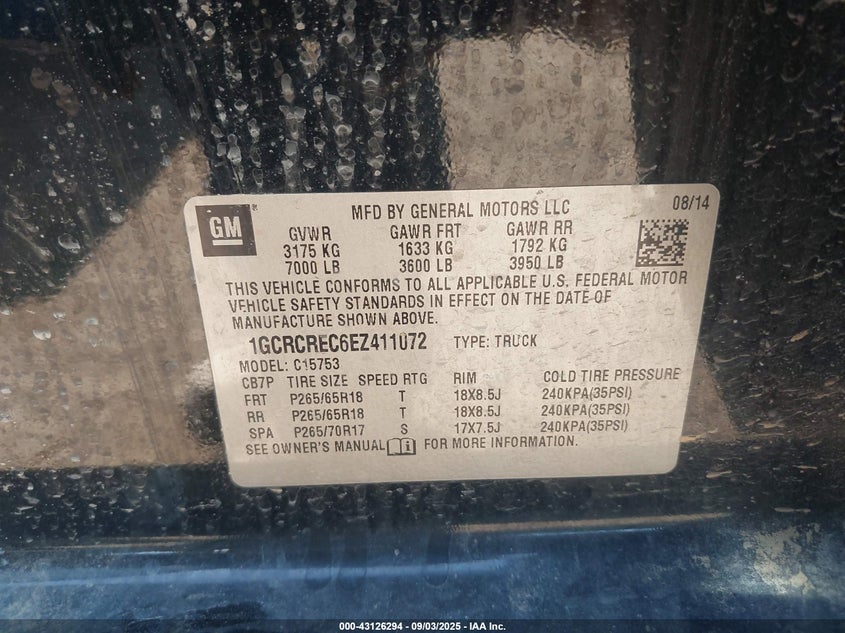 GM
MFD BY GENERAL MOTORS LLC 08/14
GVWR GAWR FRT GAWR RR
3175 KG 1633 KG 1792 KG
7000 LB 3600 LB 3950 LB
THIS VEHICLE CONFORMS TO ALL APPLICABLE U.S. FEDERAL MOTOR
VEHICLE SAFETY STANDARDS IN EFFECT ON THE DATE OF
MANUFACTURE SHOWN ABOVE.
1GCRCREC6EZ411072 TYPE: TRUCK
MODEL: C15753
CB7P TIRE SIZE SPEED RTG RIM COLD TIRE PRESSURE
FRT P265/65R18 T 18X8.5J 240KPA(35PSI)
RR P265/65R18 T 18X8.5J 240KPA(35PSI)
SPA P265/70R17 S 17X7.5J 240KPA(35PSI)
SEE OWNER'S MANUAL FOR MORE INFORMATION.
000-43126294 - 09/03/2025 - IAA Inc.